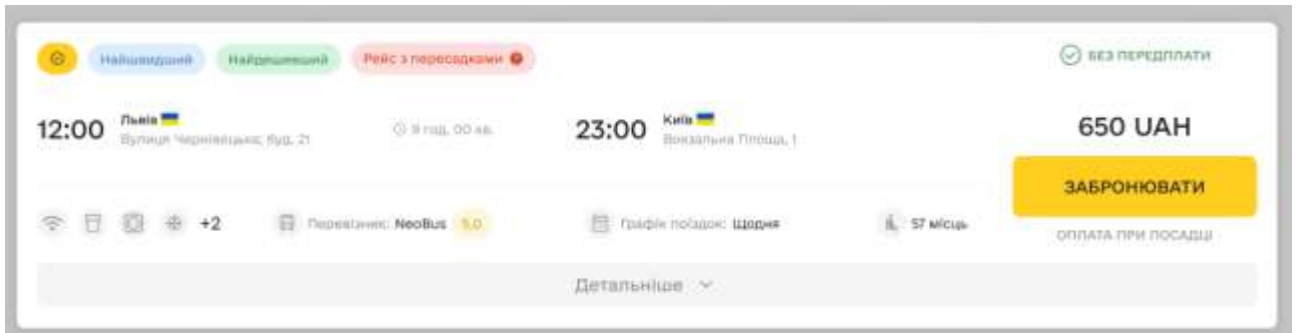 Найшвидший Найдешевший Рейс з пересадками
БЕЗ ПЕРЕДПЛАТИ
12:00 Львів 9 год. 00 хв. 23:00 Київ 650 UAH
Вулиця Чернівецька; буд. 21 Вокзальна Площа, 1
ЗАБРОНЮВАТИ
+2 Перевізник: NeoBus 5,0 Графік поїздок: Щодня 57 місць
ОПЛАТА ПРИ ПОСАДЦІ
Детальніше